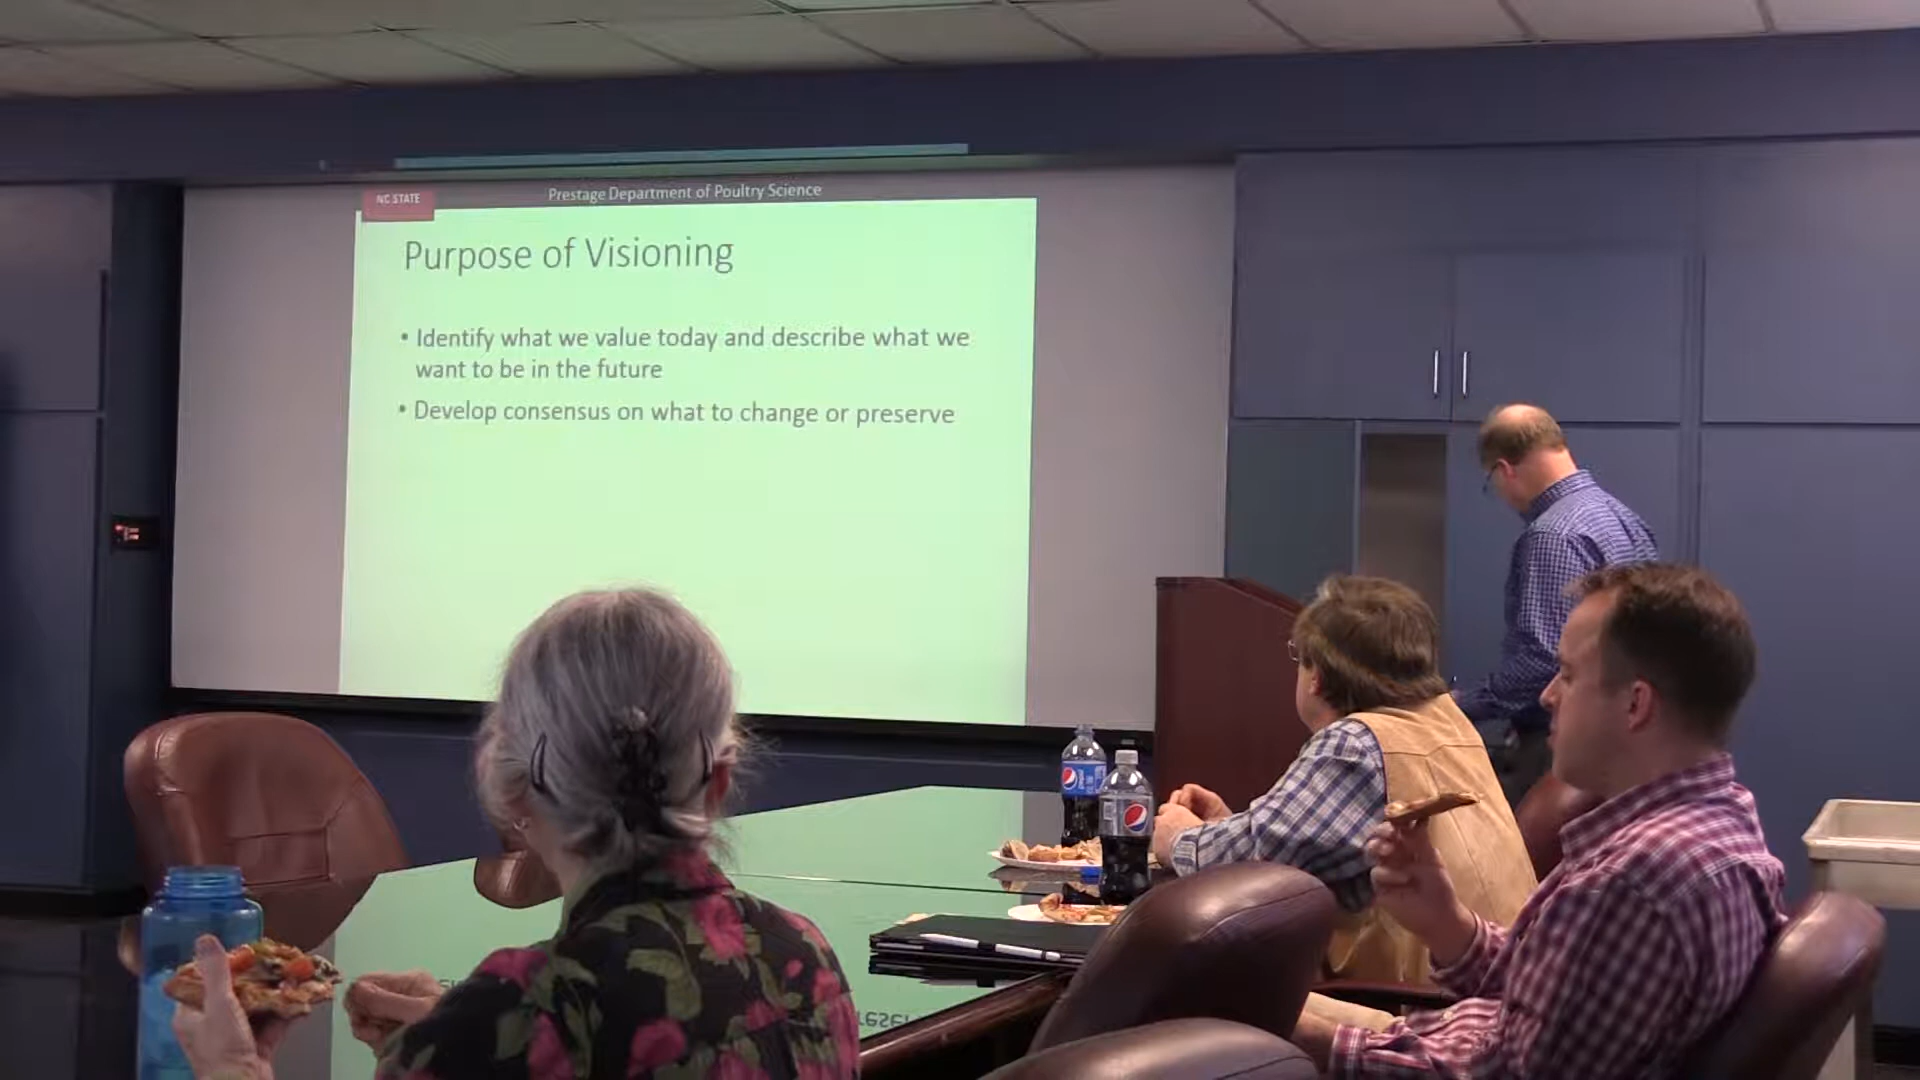 NC STATE
Prestage Department of Poultry Science
Purpose of Visioning
• Identify what we value today and describe what we
want to be in the future
• Develop consensus on what to change or preserve
pepsi